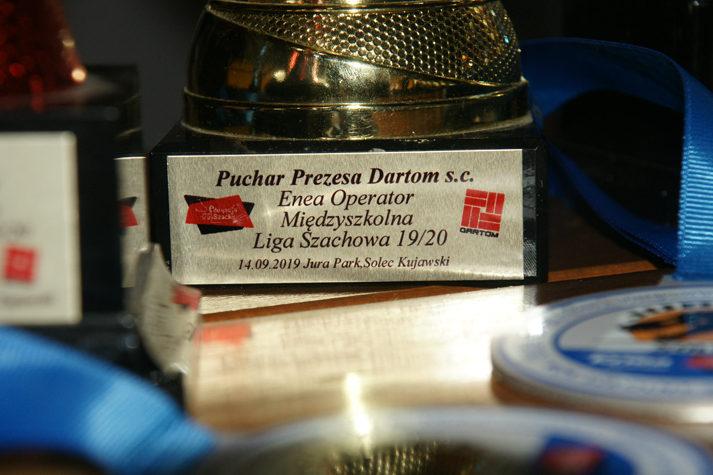 Puchar Prezesa Dartom s.c.
Enea Operator
Międzyszkolna
Liga Szachowa 19/20
14.09.2019 Jura Park,Solec Kujawski
DARTOM